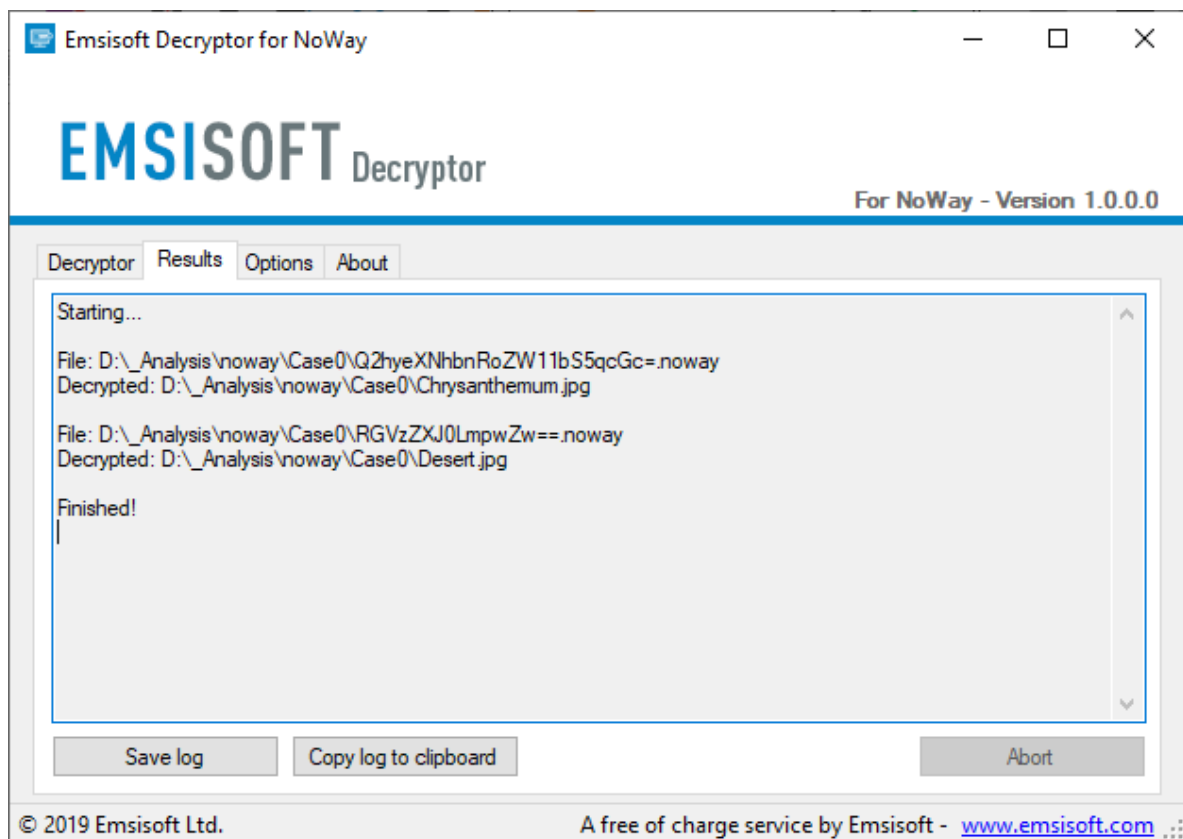 Emsisoft Decryptor for NoWay
EMSISOFT Decryptor
For NoWay - Version 1.0.0.0
Decryptor Results Options About
Starting...
File: D:\_Analysis\noway\Case0\Q2hyeXNhbnRoZW11bS5qcGc=.noway
Decrypted: D:\_Analysis\noway\Case0\Chrysanthemum.jpg
File: D:\_Analysis\noway\Case0\RGVzZXJ0LmpwZw==.noway
Decrypted: D:\_Analysis\noway\Case0\Desert.jpg
Finished!
Save log Copy log to clipboard Abort
© 2019 Emsisoft Ltd. A free of charge service by Emsisoft - www.emsisoft.com